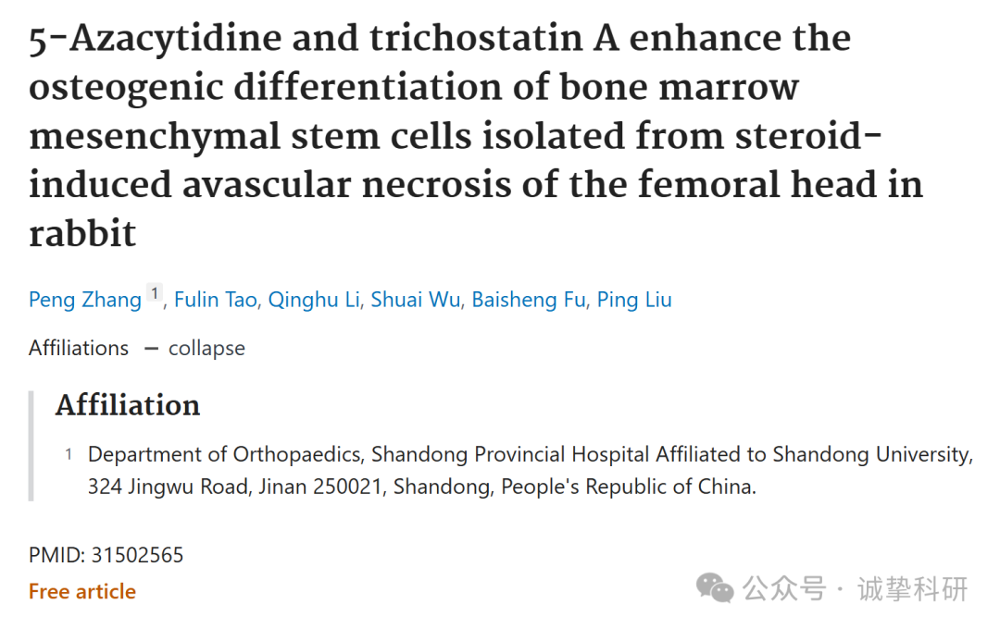 5-Azacytidine and trichostatin A enhance the
osteogenic differentiation of bone marrow
mesenchymal stem cells isolated from steroid-
induced avascular necrosis of the femoral head in
rabbit
Peng Zhang 1, Fulin Tao, Qinghu Li, Shuai Wu, Baisheng Fu, Ping Liu
Affiliations — collapse
Affiliation
1 Department of Orthopaedics, Shandong Provincial Hospital Affiliated to Shandong University,
324 Jingwu Road, Jinan 250021, Shandong, People's Republic of China.
PMID: 31502565
Free article
公众号 · 诚挚科研